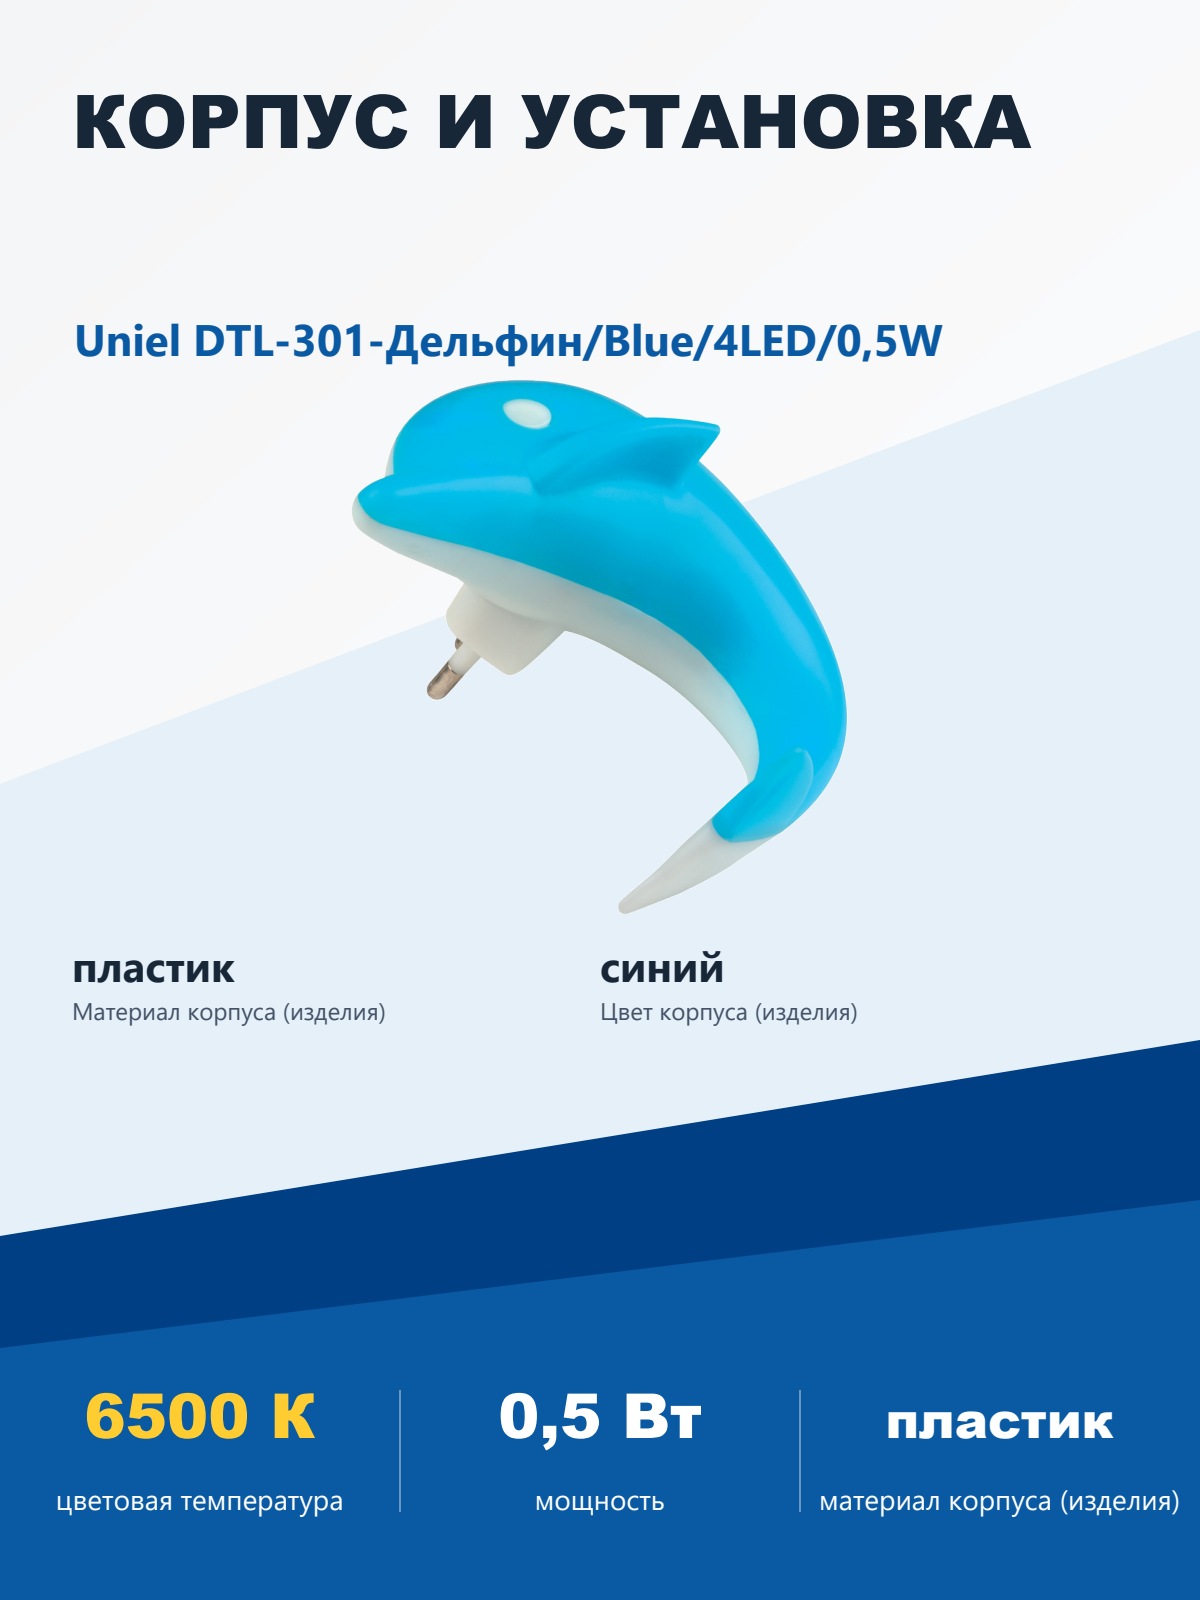 КОРПУС И УСТАНОВКА
Uniel DTL-301-Дельфин/Blue/4LED/0,5W
пластик
Материал корпуса (изделия)
синий
Цвет корпуса (изделия)
6500 К
цветовая температура
0,5 Вт
мощность
пластик
материал корпуса (изделия)